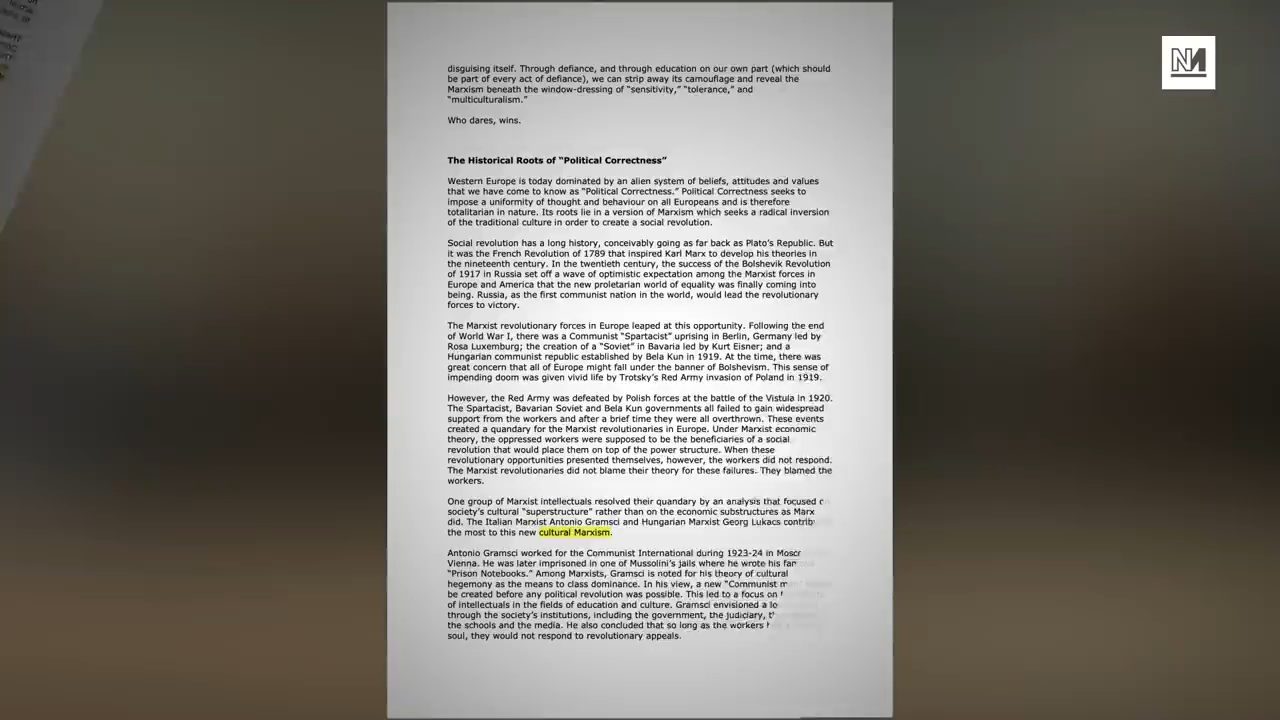 disguising itself. Through defiance, and through education on our own part (which should
be part of every act of defiance), we can strip away its camouflage and reveal the
Marxism beneath the window-dressing of “sensitivity,” “tolerance,” and
“multiculturalism.”
Who dares, wins.
The Historical Roots of “Political Correctness”
Western Europe is today dominated by an alien system of beliefs, attitudes and values
that we have come to know as “Political Correctness.” Political Correctness seeks to
impose a uniformity of thought and behaviour on all Europeans and is therefore
totalitarian in nature. Its roots lie in a version of Marxism which seeks a radical inversion
of the traditional culture in order to create a social revolution.
Social revolution has a long history, conceivably going as far back as Plato’s Republic. But
it was the French Revolution of 1789 that inspired Karl Marx to develop his theories in
the nineteenth century. In the twentieth century, the success of the Bolshevik Revolution
of 1917 in Russia set off a wave of optimistic expectation among the Marxist forces in
Europe and America that the new proletarian world of equality was finally coming into
being. Russia, as the first communist nation in the world, would lead the revolutionary
forces to victory.
The Marxist revolutionary forces in Europe leaped at this opportunity. Following the end
of World War I, there was a Communist “Spartacist” uprising in Berlin, Germany led by
Rosa Luxemburg; the creation of a “Soviet” in Bavaria led by Kurt Eisner; and a
Hungarian communist republic established by Bela Kun in 1919. At the time, there was
great concern that all of Europe might fall under the banner of Bolshevism. This sense of
impending doom was given vivid life by Trotsky’s Red Army invasion of Poland in 1919.
However, the Red Army was defeated by Polish forces at the battle of the Vistula in 1920.
The Spartacist, Bavarian Soviet and Bela Kun governments all failed to gain widespread
support from the workers and after a brief time they were all overthrown. These events
created a quandary for the Marxist revolutionaries in Europe. Under Marxist economic
theory, the oppressed workers were supposed to be the beneficiaries of a social
revolution that would place them on top of the power structure. When these
revolutionary opportunities presented themselves, however, the workers did not respond.
The Marxist revolutionaries did not blame their theory for these failures. They blamed the
workers.
One group of Marxist intellectuals resolved their quandary by an analysis that focused
society’s cultural “superstructure” rather than on the economic substructures as Marx
did. The Italian Marxist Antonio Gramsci and Hungarian Marxist Georg Lukacs
the most to this new cultural Marxism.
Antonio Gramsci worked for the Communist International during 1923-24 in
Vienna. He was later imprisoned in one of Mussolini’s jails where he wrote his
“Prison Notebooks.” Among Marxists, Gramsci is noted for his theory of cultural
hegemony as the means to class dominance. In his view, a new “Communist
be created before any political revolution was possible. This led to a focus on
of intellectuals in the fields of education and culture. Gramsci envisioned a
through the society’s institutions, including the government, the judiciary,
the schools and the media. He also concluded that so long as the workers
soul, they would not respond to revolutionary appeals.